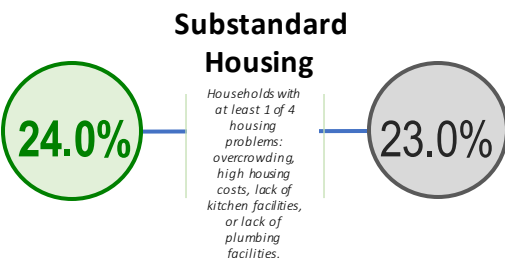 Substandard
Housing
24.0%
Households with
at least 1 of 4
housing
problems:
overcrowding,
high housing
costs, lack of
kitchen facilities,
or lack of
plumbing
facilities.
23.0%